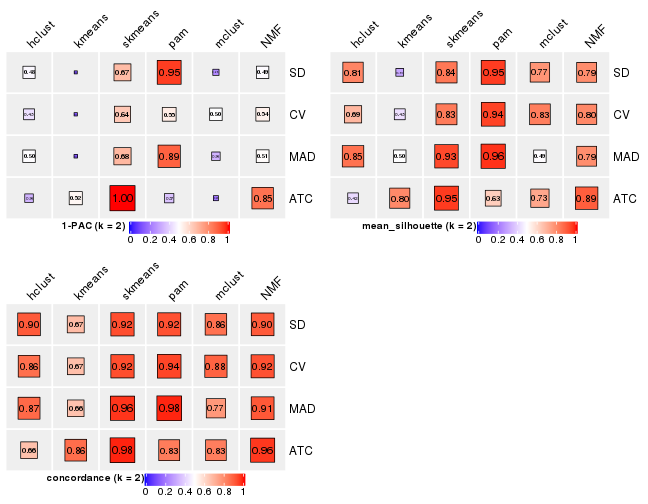 hclust kmeans skmeans pam mclust NMF
0.67 0.95 SD
0.64 0.55 0.50 0.54 CV
0.50 0.68 0.89 0.51 MAD
0.52 1.00 0.85 ATC
1-PAC (k = 2)
0 0.2 0.4 0.6 0.8 1
hclust kmeans skmeans pam mclust NMF
0.81 0.84 0.95 0.77 0.79 SD
0.69 0.83 0.94 0.83 0.80 CV
0.85 0.50 0.93 0.96 0.49 0.79 MAD
0.80 0.95 0.63 0.73 0.89 ATC
mean_silhouette (k = 2)
0 0.2 0.4 0.6 0.8 1
hclust kmeans skmeans pam mclust NMF
0.90 0.67 0.92 0.92 0.86 0.90 SD
0.86 0.67 0.92 0.94 0.88 0.92 CV
0.87 0.66 0.96 0.98 0.77 0.91 MAD
0.66 0.86 0.98 0.83 0.83 0.95 ATC
concordance (k = 2)
0 0.2 0.4 0.6 0.8 1